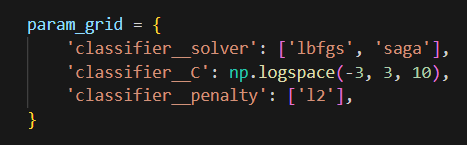 param_grid = {
    'classifier__solver': ['lbfgs', 'saga'],
    'classifier__C': np.logspace(-3, 3, 10),
    'classifier__penalty': ['l2'],
}